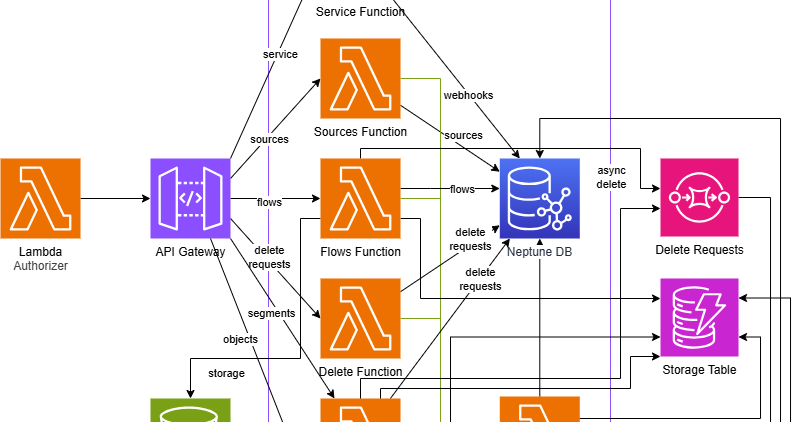 Service Function
service
webhooks
Sources Function
sources
sources
async
delete
flows
flows
Lambda
Authorizer
API Gateway
Flows Function
Neptune DB
Delete Requests
delete
requests
delete
requests
delete
requests
segments
objects
storage
Delete Function
Storage Table